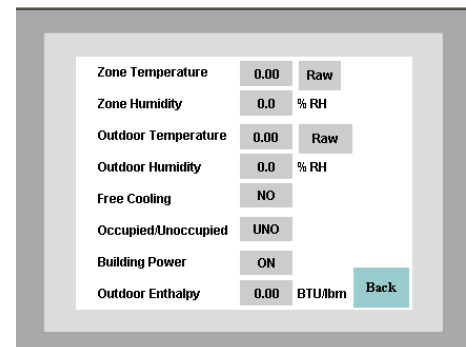 Zone Temperature 0.00 Raw
Zone Humidity 0.0 % RH
Outdoor Temperature 0.00 Raw
Outdoor Humidity 0.0 % RH
Free Cooling NO
Occupied/Unoccupied UNO
Building Power ON
Outdoor Enthalpy 0.00 BTU/lbm Back